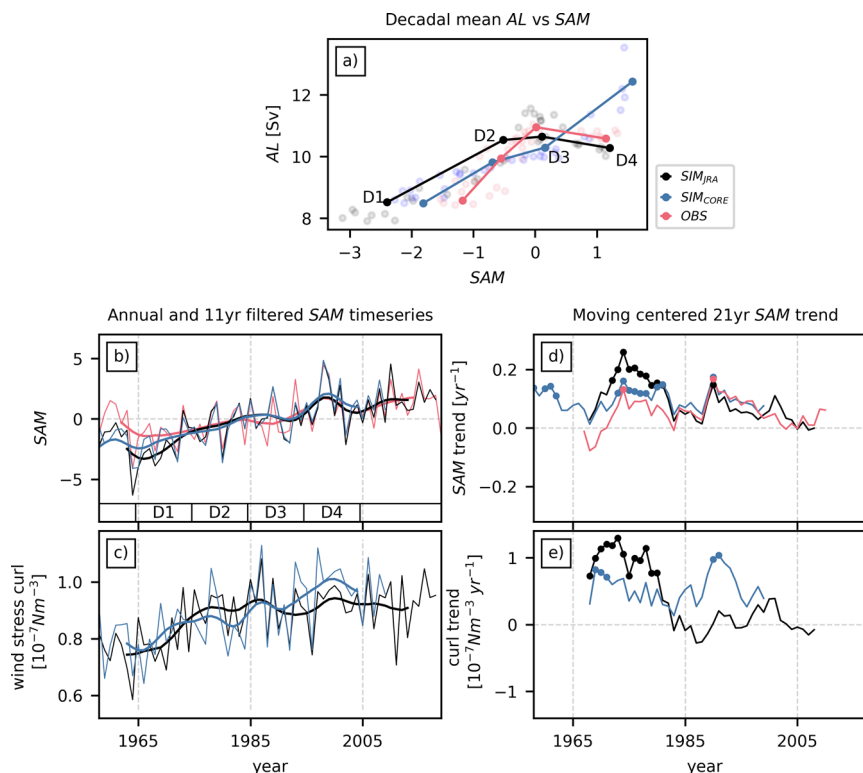 Decadal mean AL vs SAM
a)
12
10
8
AL [Sv]
D1
D2
D3
D4
−3
−2
−1
0
1
SAM
SIM_JRA
SIM_CORE
OBS
Annual and 11yr filtered SAM timeseries
b)
5
0
−5
SAM
D1 D2 D3 D4
c)
1.0
0.8
0.6
wind stress curl
[10⁻⁷Nm⁻³]
1965 1985 2005
year
Moving centered 21yr SAM trend
d)
0.2
0.0
−0.2
SAM trend [yr⁻¹]
e)
1
0
−1
curl trend
[10⁻⁷Nm⁻³ yr⁻¹]
1965 1985 2005
year